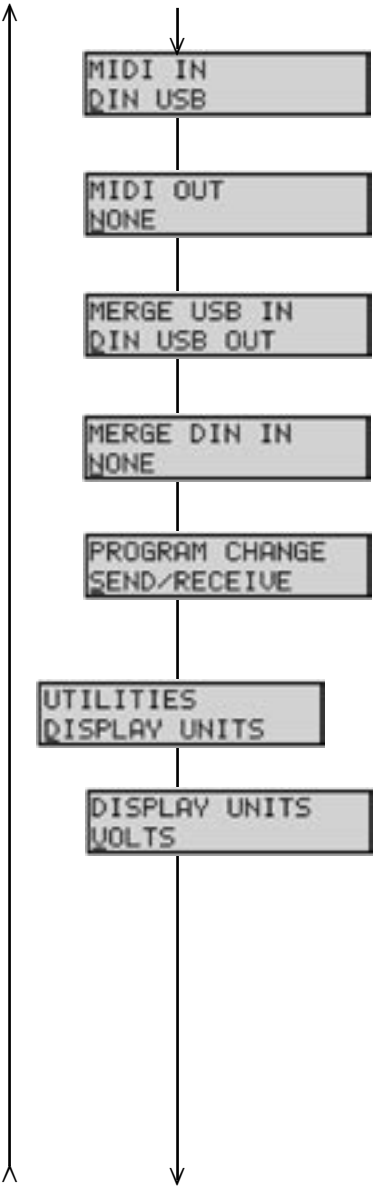 MIDI IN
DIN USB
MIDI OUT
NONE
MERGE USB IN
DIN USB OUT
MERGE DIN IN
NONE
PROGRAM CHANGE
SEND/RECEIVE
UTILITIES
DISPLAY UNITS
DISPLAY UNITS
VOLTS